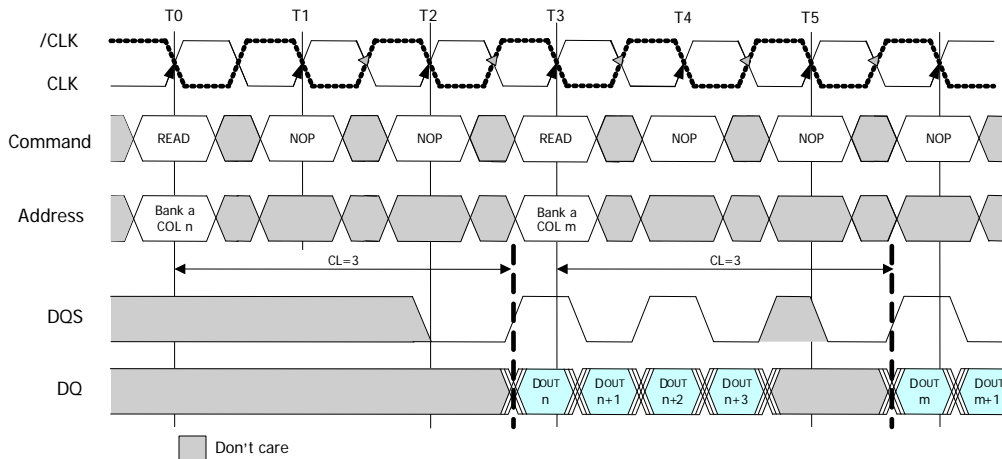 T0 T1 T2 T3 T4 T5
/CLK
CLK
Command READ NOP NOP READ NOP NOP NOP
Address
Bank a
COL n
Bank a
COL m
CL=3 CL=3
DQS
DQ
DOUT
n
DOUT
n+1
DOUT
n+2
DOUT
n+3
DOUT
m
DOUT
m+1
Don't care